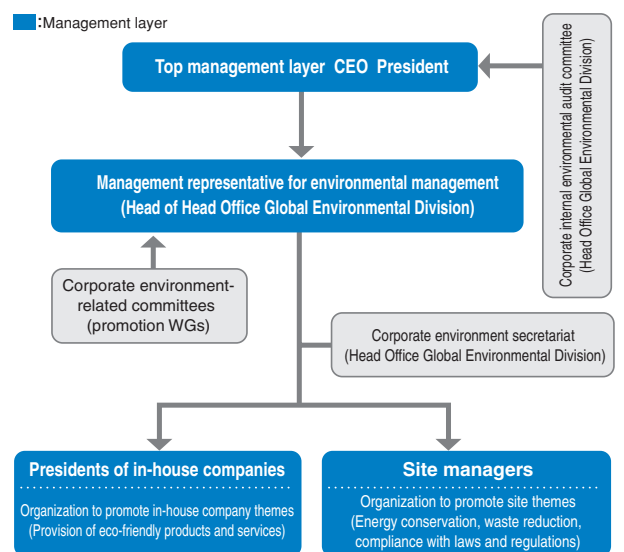 :Management layer
Top management layer CEO President
Corporate internal environmental audit committee
(Head Office Global Environmental Division)
Management representative for environmental management
(Head of Head Office Global Environmental Division)
Corporate environment-
related committees
(promotion WGs)
Corporate environment secretariat
(Head Office Global Environmental Division)
Presidents of in-house companies
Organization to promote in-house company themes
(Provision of eco-friendly products and services)
Site managers
Organization to promote site themes
(Energy conservation, waste reduction,
compliance with laws and regulations)